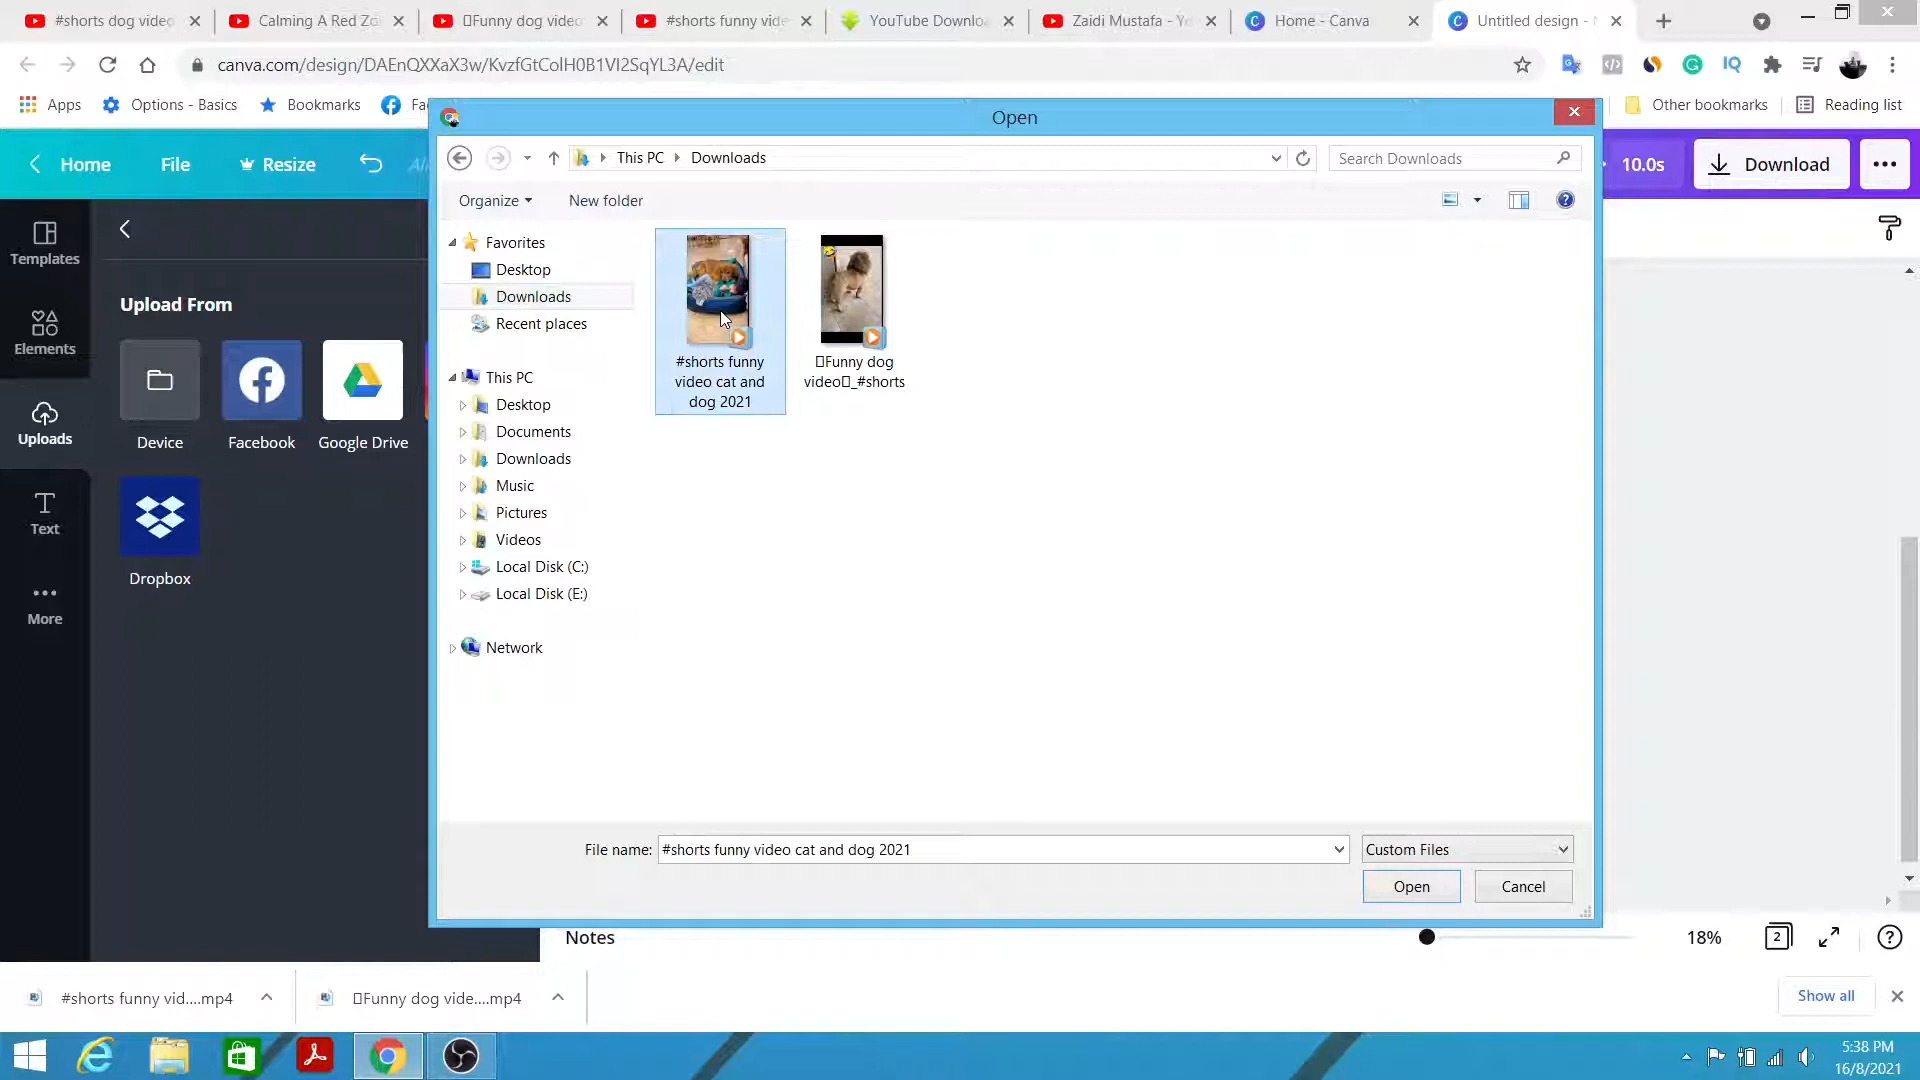 #shorts dog video
Calming A Red Zo
Funny dog video
#shorts funny vide
YouTube Downlo
Zaidi Mustafa - Yo
Home - Canva
Untitled design -
canva.com/design/DAEnQXXaX3w/KvzfGtColH0B1VI2SqYL3A/edit
Apps
Options - Basics
Bookmarks
Other bookmarks
Reading list
Open
Home
File
Resize
This PC
Downloads
Search Downloads
10.0s
Download
Organize
New folder
Templates
Elements
Uploads
Text
More
Upload From
Device
Facebook
Google Drive
Dropbox
Favorites
Desktop
Downloads
Recent places
This PC
Desktop
Documents
Downloads
Music
Pictures
Videos
Local Disk (C:)
Local Disk (E:)
Network
#shorts funny
video cat and
dog 2021
Funny dog
video_#shorts
File name:
#shorts funny video cat and dog 2021
Custom Files
Open
Cancel
Notes
18%
2
#shorts funny vid....mp4
Funny dog vide....mp4
Show all
5:38 PM
16/8/2021